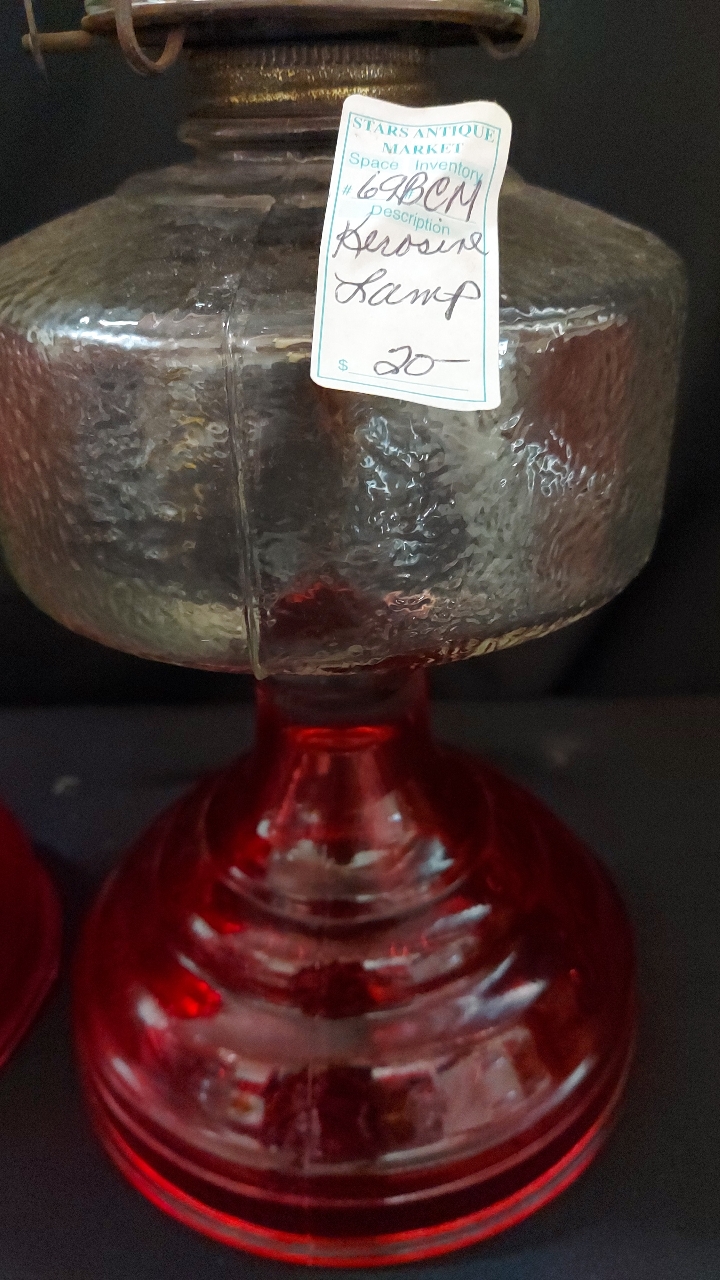 STARS ANTIQUE
MARKET
Space Inventory
# 69BCM
Description
Kerosine
Lamp
$ 20-